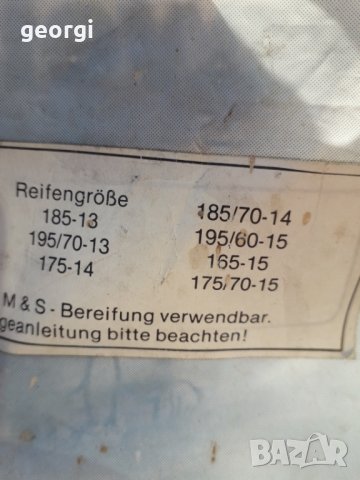 georgi
Reifengröße
185-13
195/70-13
175-14
185/70-14
195/60-15
165-15
175/70-15
M & S - Bereifung verwendbar.
geanleitung bitte beachten!
BAZAR